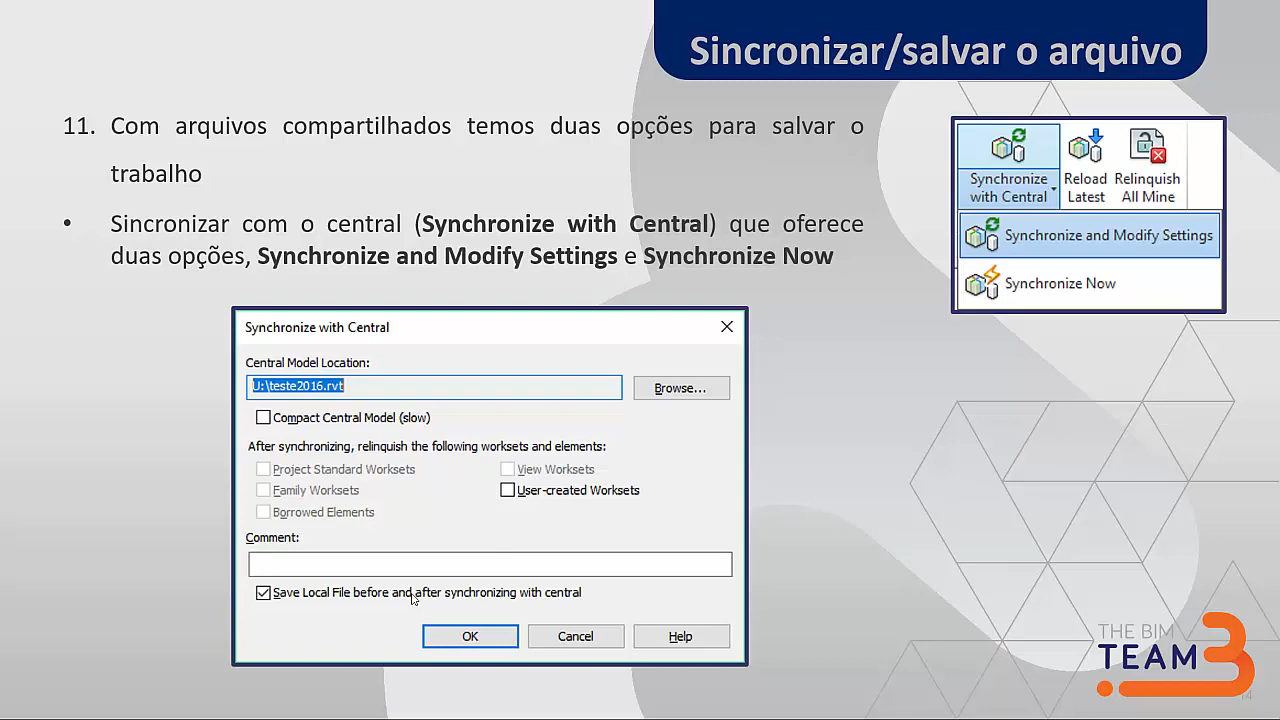 Sincronizar/salvar o arquivo
11. Com arquivos compartilhados temos duas opções para salvar o
trabalho
• Sincronizar com o central (Synchronize with Central) que oferece
duas opções, Synchronize and Modify Settings e Synchronize Now
Synchronize
with Central
Reload
Latest
Relinquish
All Mine
Synchronize and Modify Settings
Synchronize Now
Synchronize with Central
Central Model Location:
U:\teste2016.rvt
Browse...
Compact Central Model (slow)
After synchronizing, relinquish the following worksets and elements:
Project Standard Worksets
View Worksets
Family Worksets
User-created Worksets
Borrowed Elements
Comment:
Save Local File before and after synchronizing with central
OK
Cancel
Help
THE BIM
TEAM
14